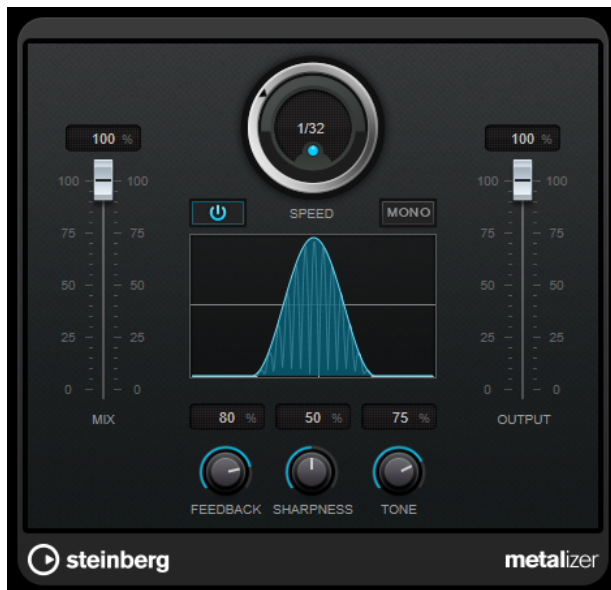 1/32
100 %
100 %
SPEED
MONO
100 100
75 75
50 50
25 25
0 0
MIX
100 100
75 75
50 50
25 25
0 0
OUTPUT
80 %
50 %
75 %
FEEDBACK
SHARPNESS
TONE
steinberg
metalizer